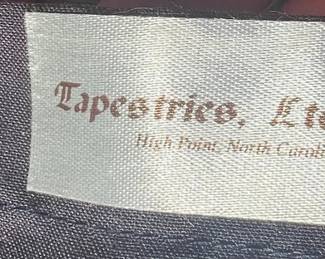 Tapestries, Lt
High Point, North Caroli